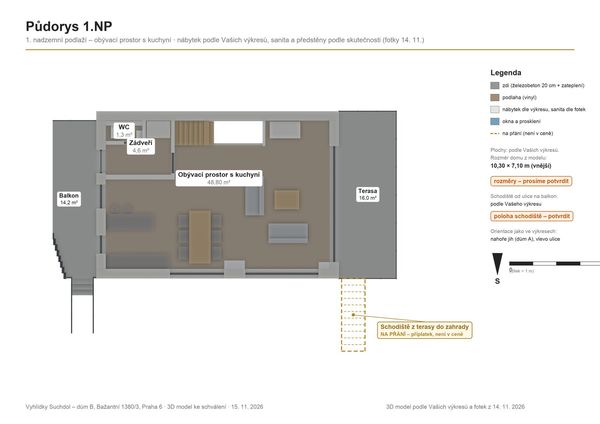 Půdorys 1.NP
1. nadzemní podlaží – obývací prostor s kuchyní · nábytek podle Vašich výkresů, sanita a předstěny podle skutečnosti (fotky 14. 11.)
Legenda
zdi (železobeton 20 cm + zateplení)
podlaha (vinyl)
nábytek dle výkresů, sanita dle fotek
okna a prosklení
na přání (není v ceně)
Plochy: podle Vašich výkresů.
Rozměr domu z modelu:
10,30 × 7,10 m (vnější)
rozměry – prosíme potvrdit
Schodiště od ulice na balkon:
podle Vašeho výkresu
poloha schodiště – potvrdit
Orientace jako ve výkresech:
nahoře jih (dům A), vlevo ulice
S
WC
1,3 m²
Zádveří
4,6 m²
Obývací prostor s kuchyní
46,80 m²
Balkon
14,2 m²
Terasa
16,0 m²
Schodiště z terasy do zahrady
NA PŘÁNÍ – příplatek, není v ceně
Vyhlídky Suchdol – dům B, Bažantní 1380/3, Praha 6 · 3D model ke schválení · 15. 11. 2026
3D model podle Vašich výkresů a fotek z 14. 11. 2026